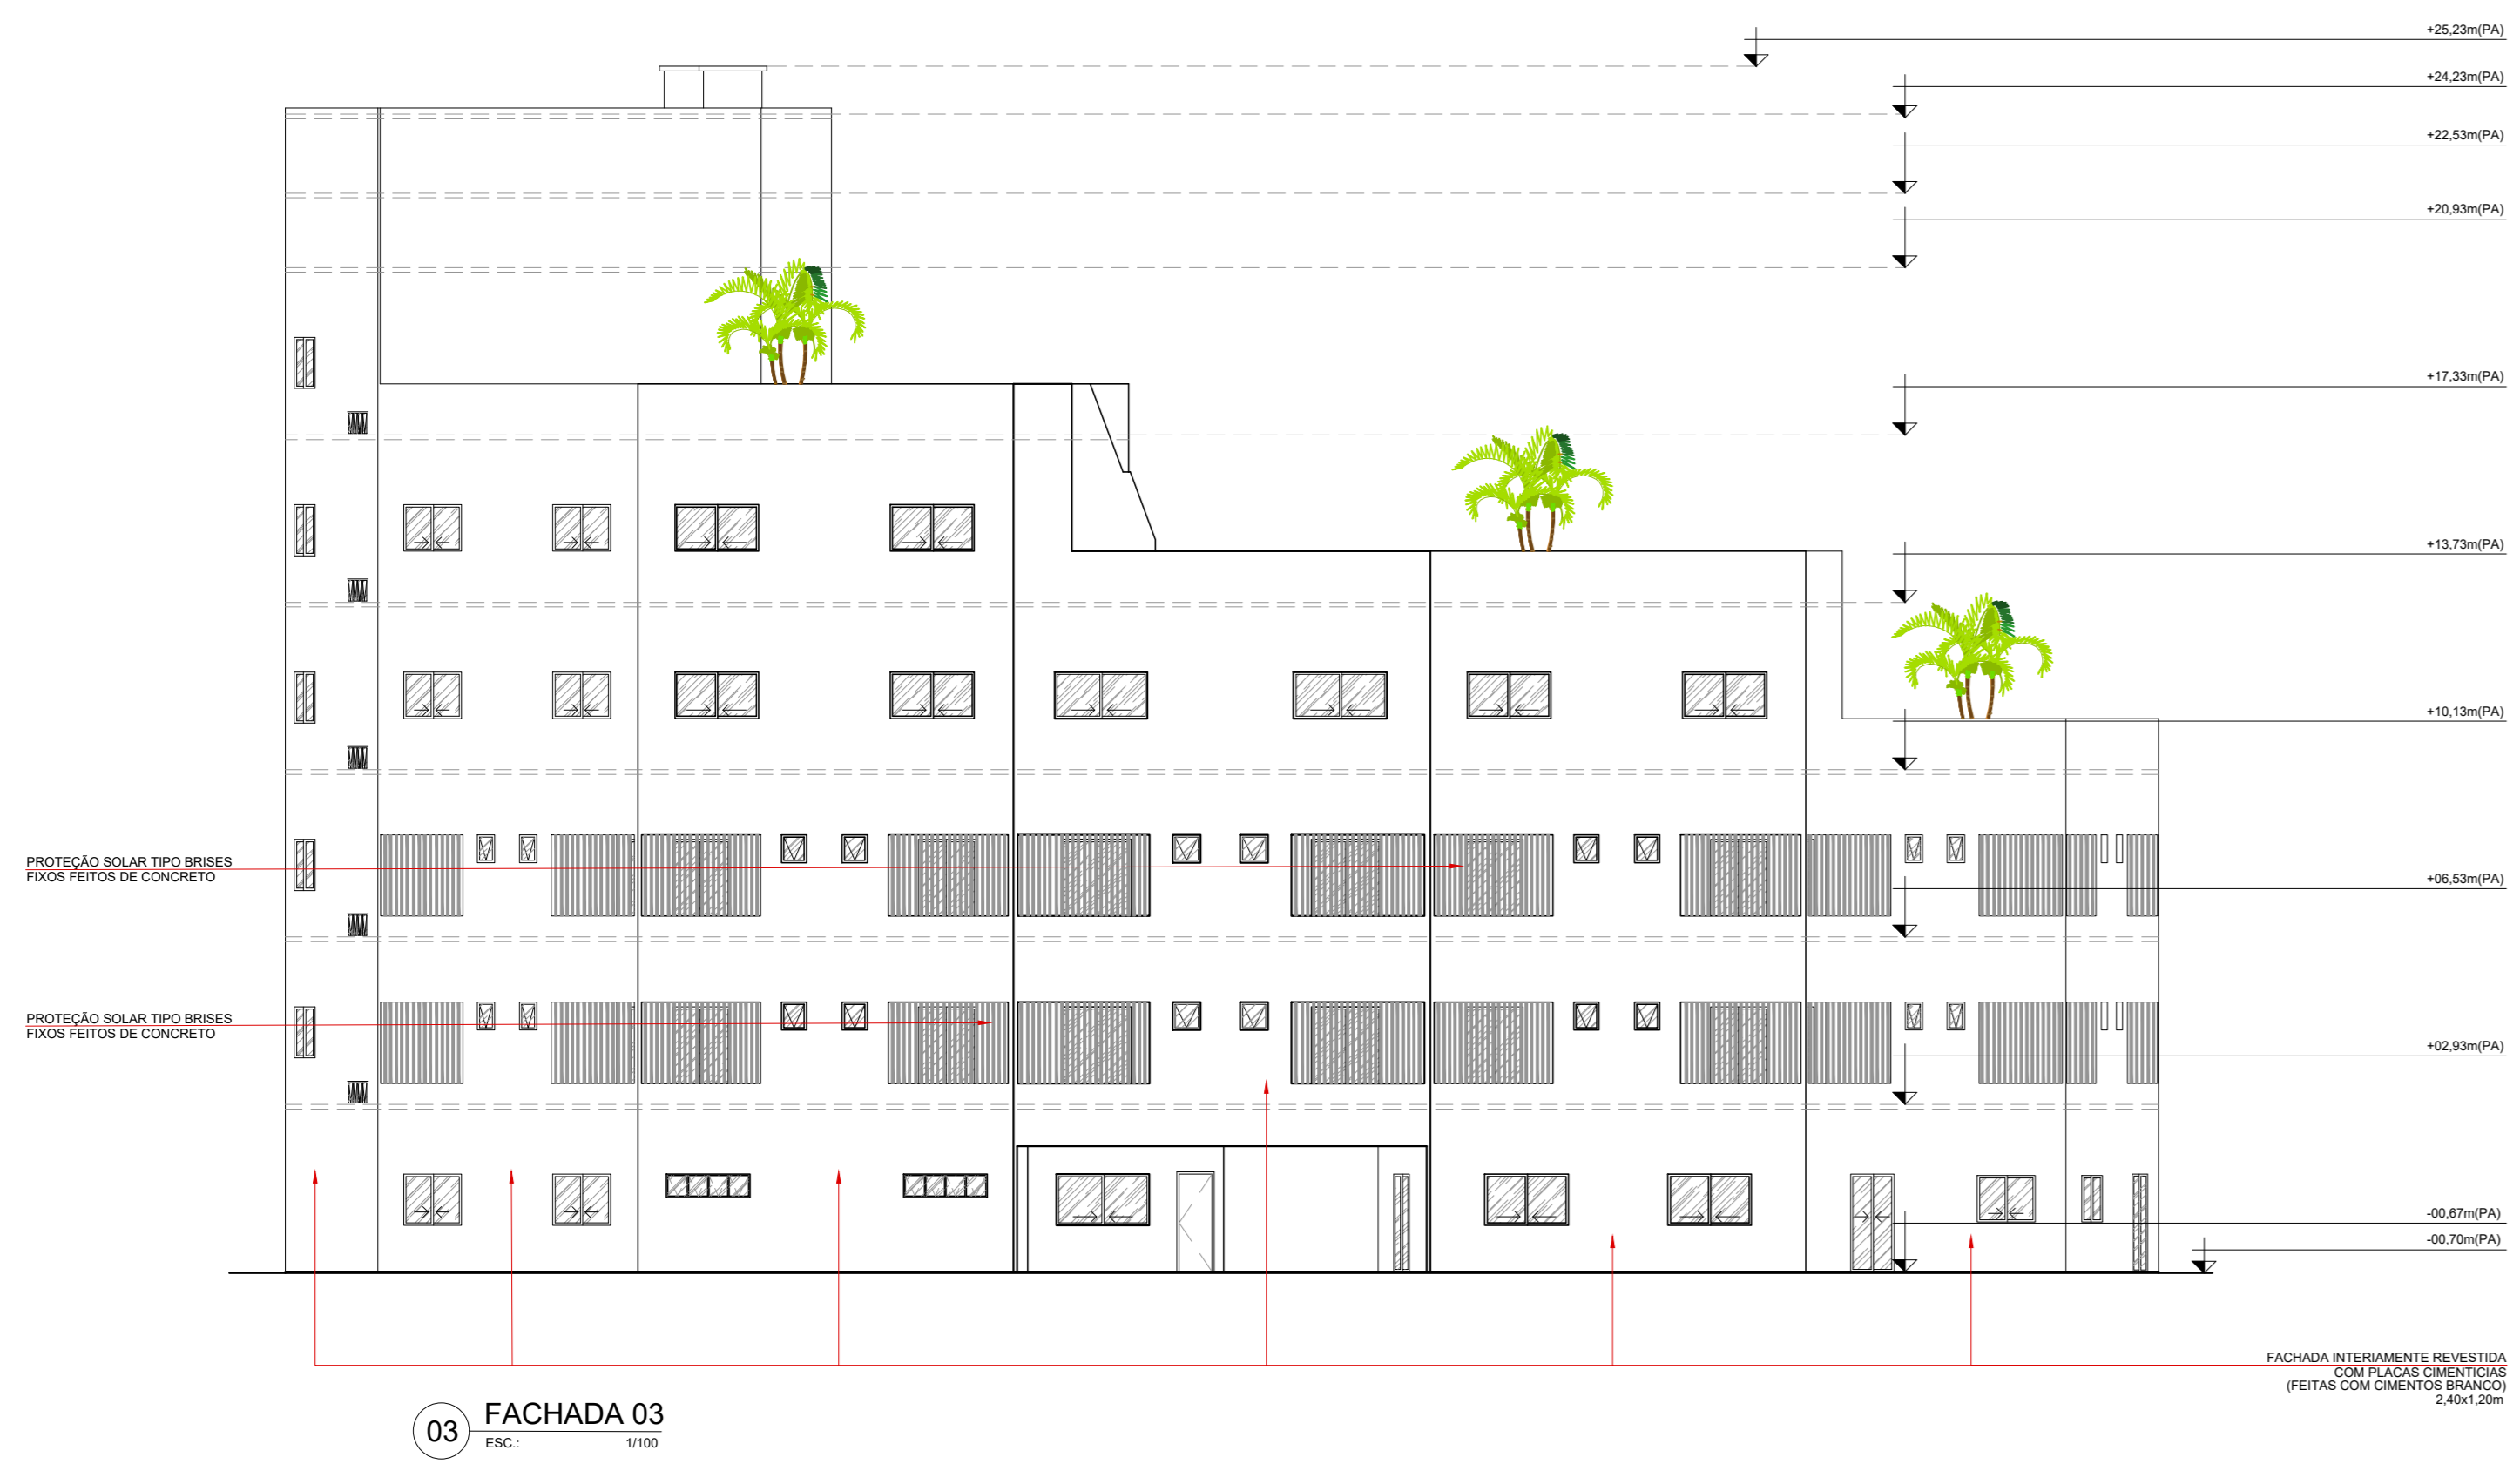 +25,23m(PA)
+24,23m(PA)
+22,53m(PA)
+20,93m(PA)
+17,33m(PA)
+13,73m(PA)
+10,13m(PA)
PROTEÇÃO SOLAR TIPO BRISES
FIXOS FEITOS DE CONCRETO
+06,53m(PA)
PROTEÇÃO SOLAR TIPO BRISES
FIXOS FEITOS DE CONCRETO
+02,93m(PA)
-00,67m(PA)
-00,70m(PA)
FACHADA INTERIAMENTE REVESTIDA
COM PLACAS CIMENTICIAS
(FEITAS COM CIMENTOS BRANCO)
2,40x1,20m
03
FACHADA 03
ESC.: 1/100